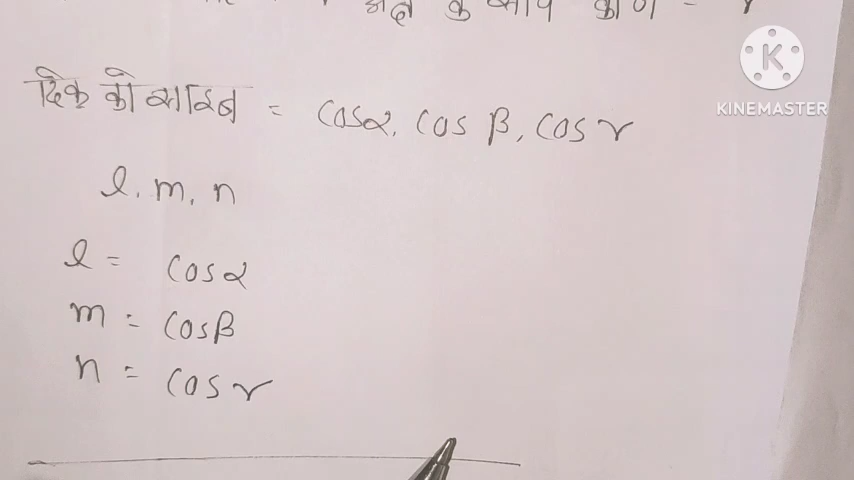 के साथ कोण -
KINEMASTER
दिक् को साइन = cosα, cos β, cos γ
l, m, n
l = cosα
m = cosβ
n = cos γ